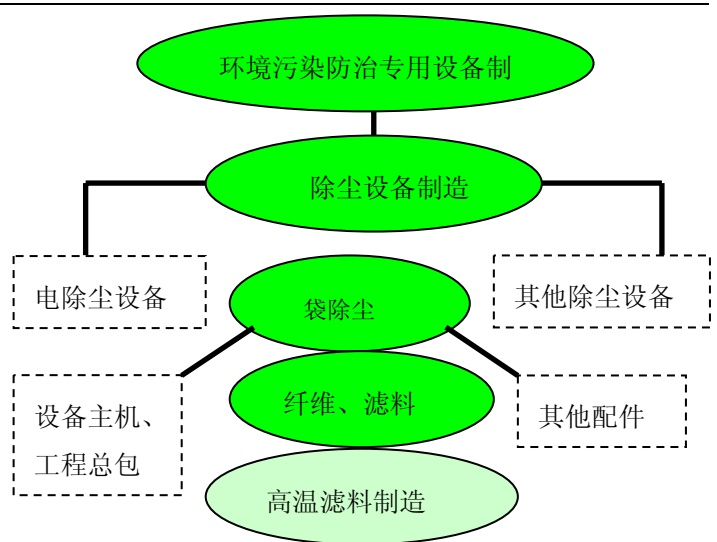 环境污染防治专用设备制
除尘设备制造
电除尘设备
袋除尘
其他除尘设备
设备主机、
工程总包
纤维、滤料
其他配件
高温滤料制造